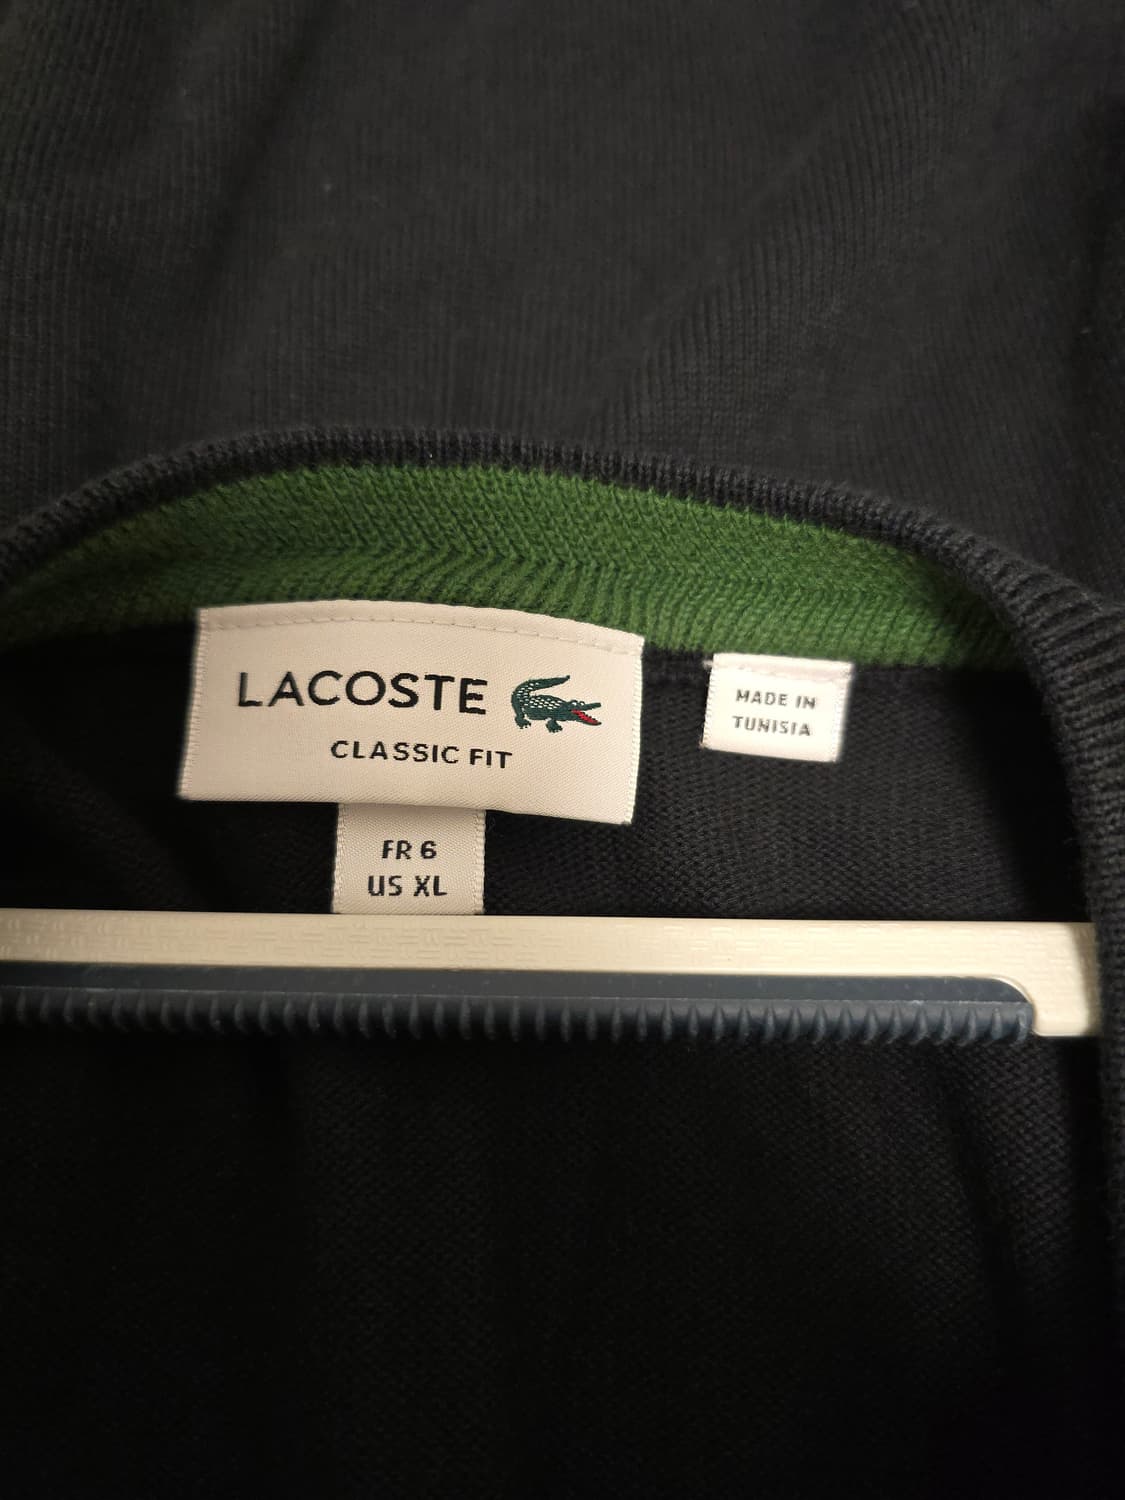 LACOSTE
CLASSIC FIT
FR 6
US XL
MADE IN
TUNISIA